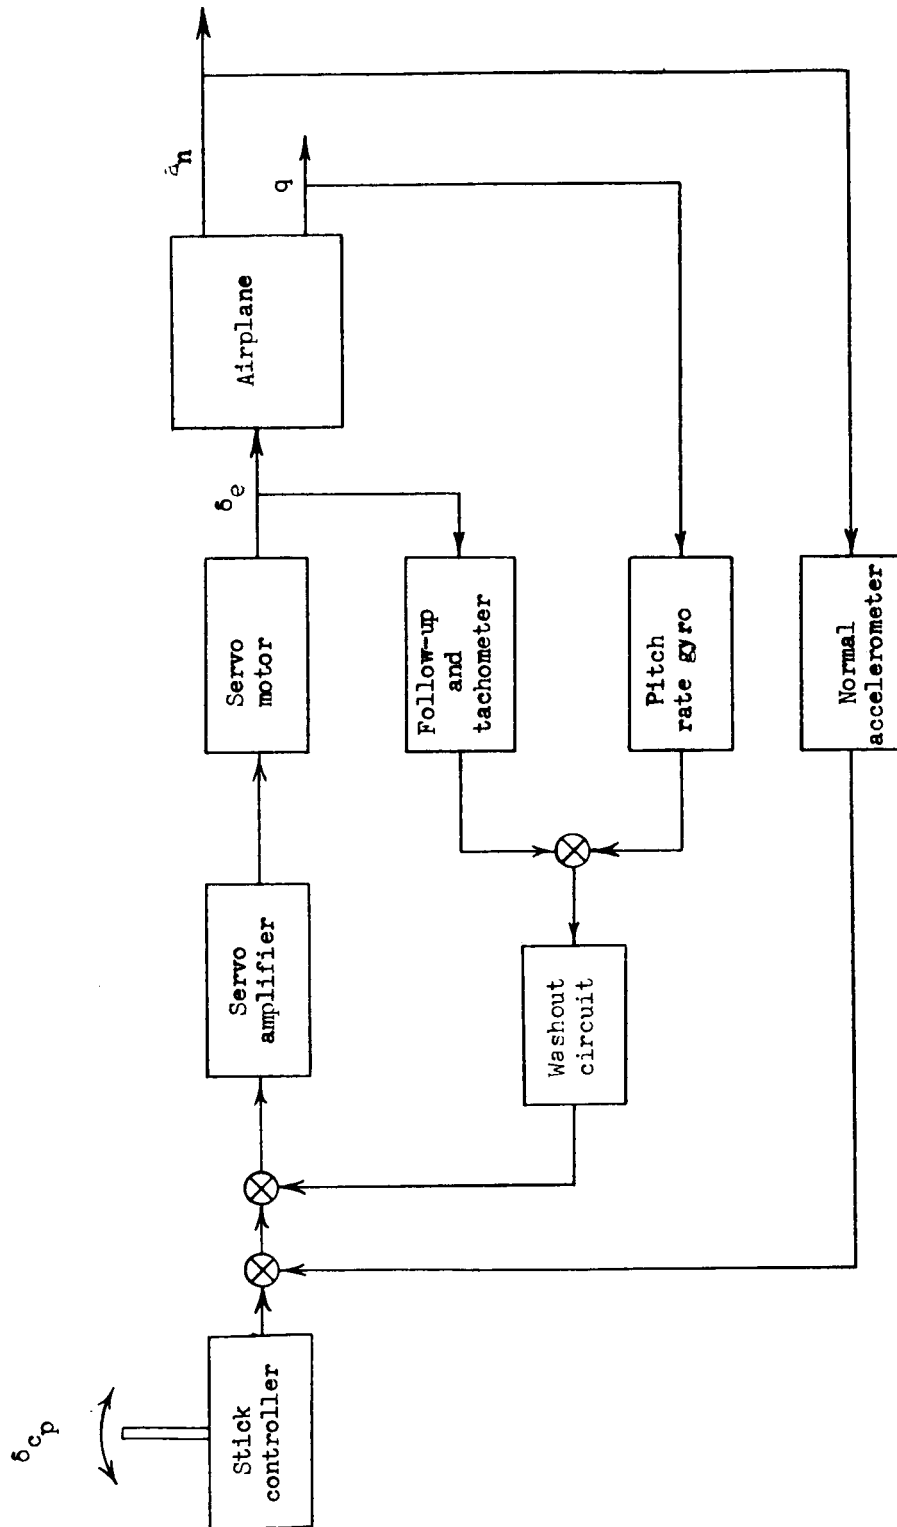 δcp
Stick
controller
Servo
amplifier
Servo
motor
δe
Airplane
an
q
Follow-up
and
tachometer
Washout
circuit
Pitch
rate gyro
Normal
accelerometer